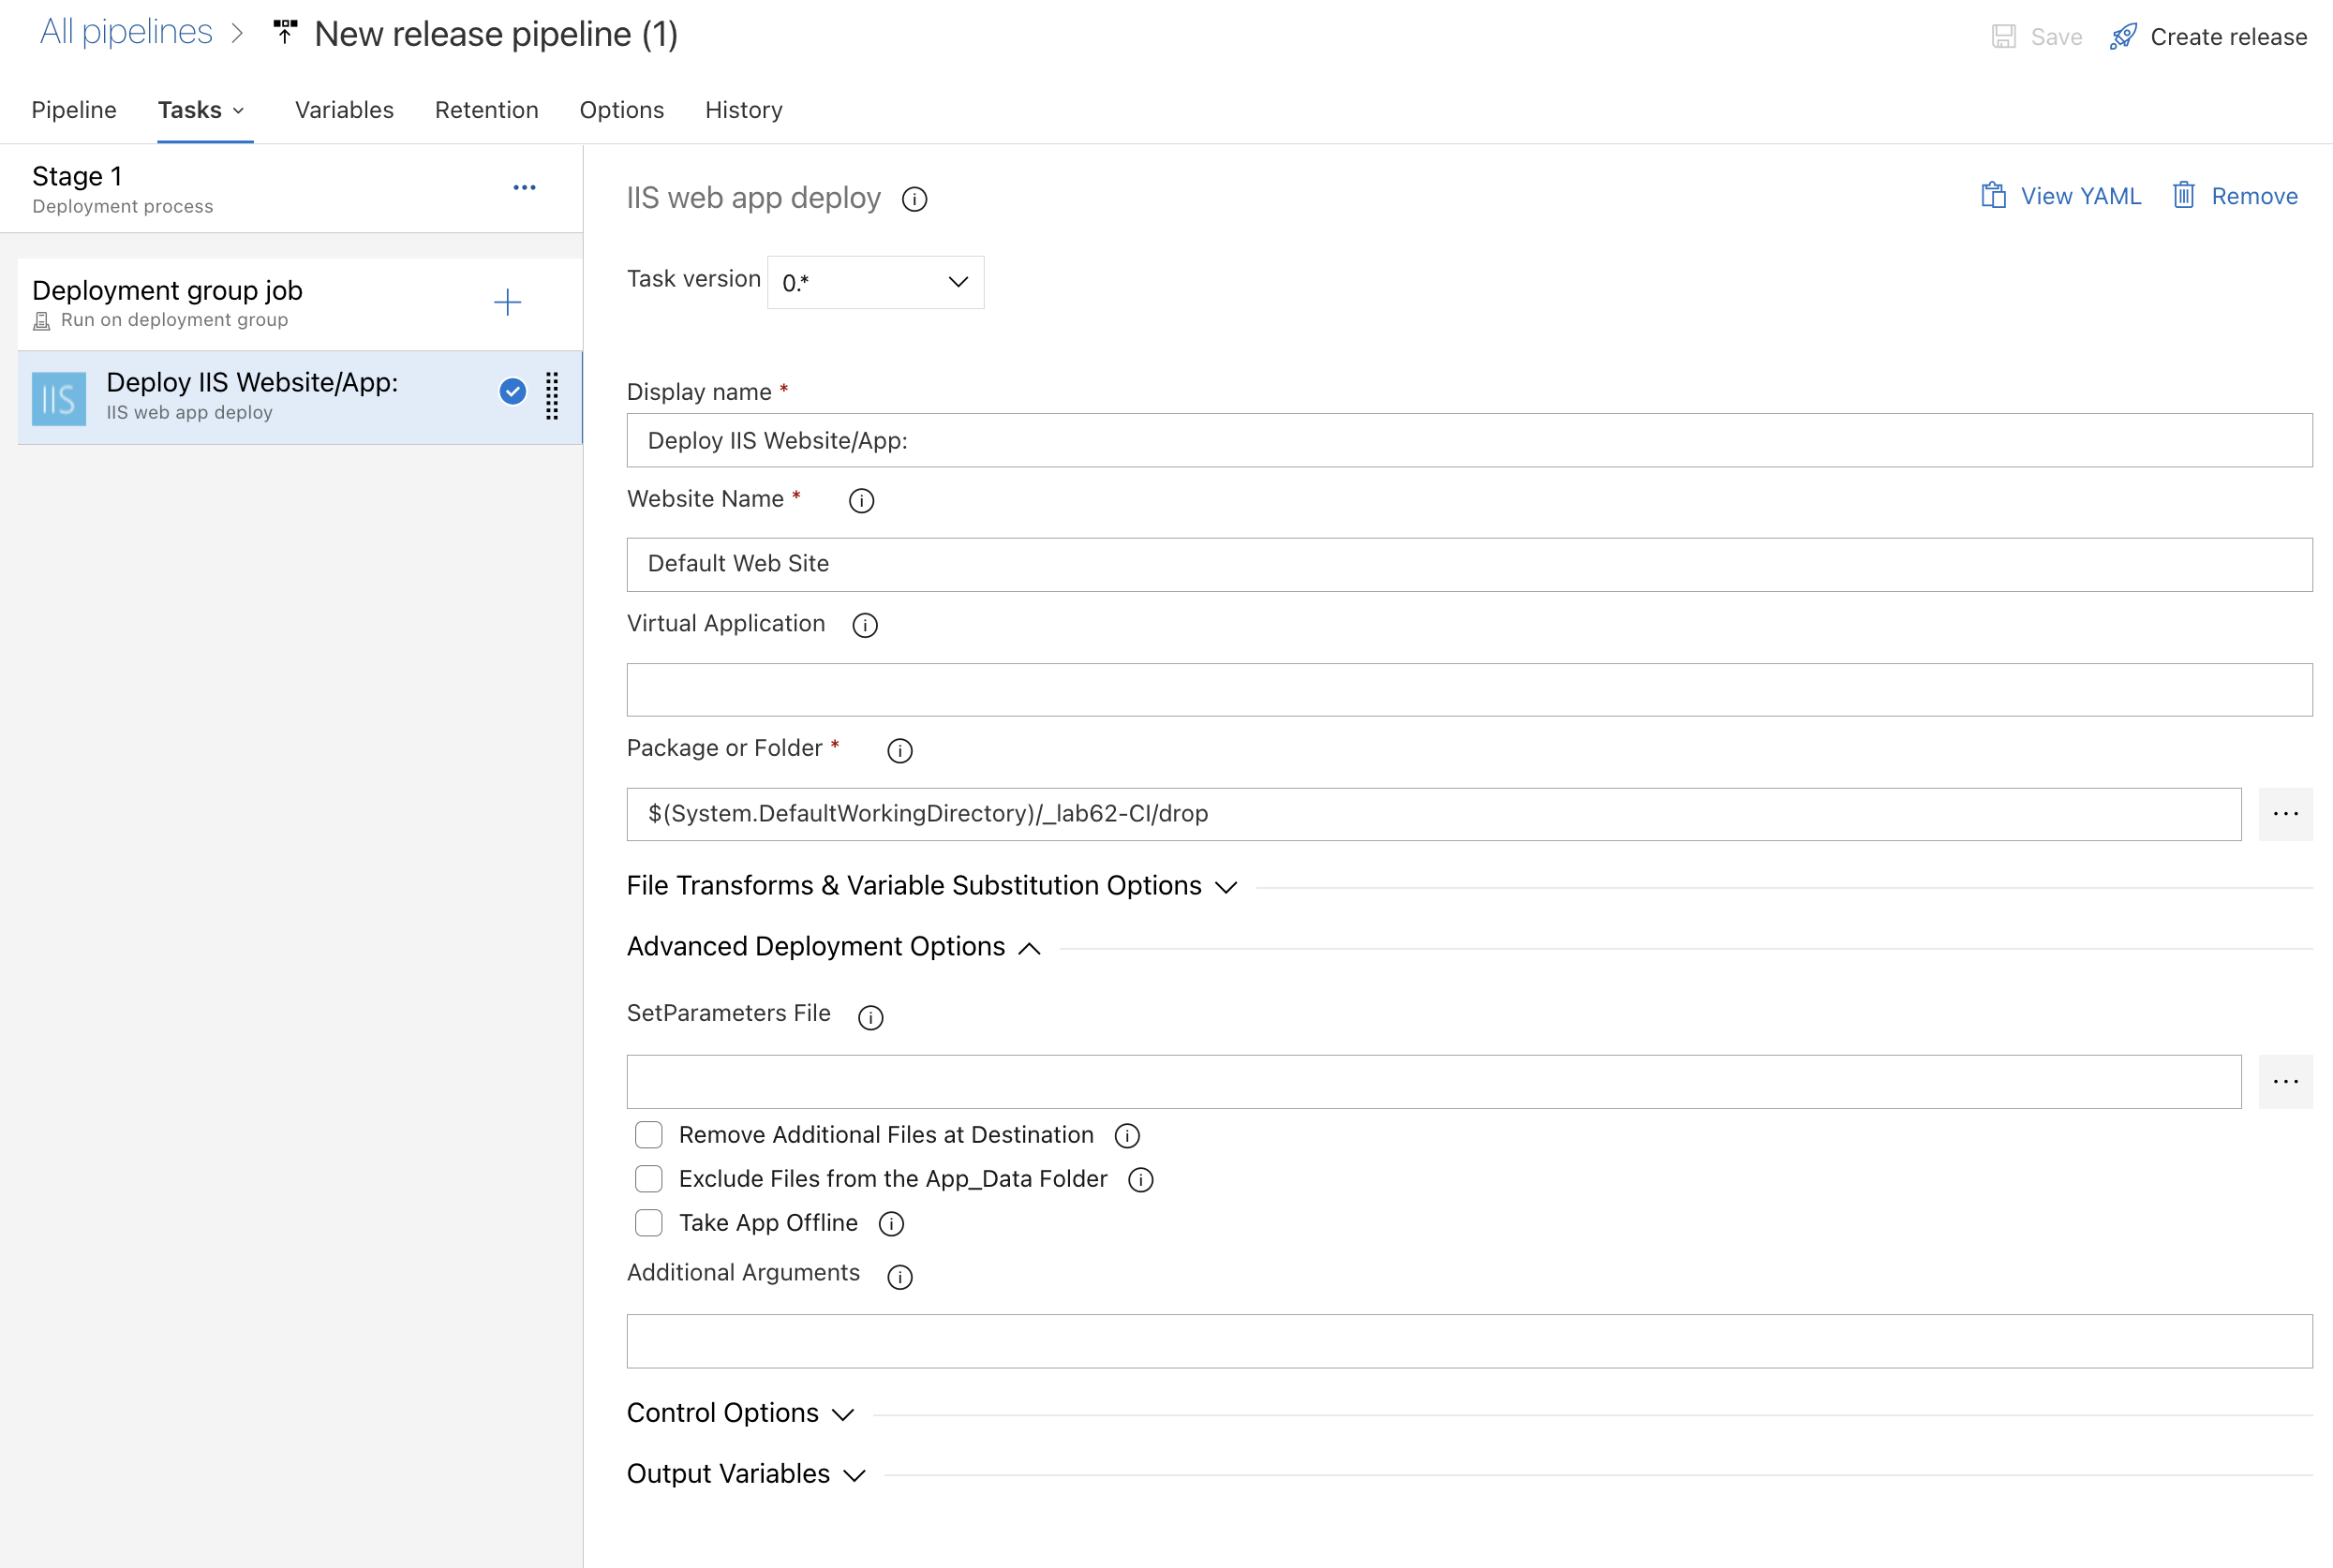 All pipelines > New release pipeline (1)
Save Create release
Pipeline Tasks Variables Retention Options History
Stage 1
Deployment process
Deployment group job
Run on deployment group
IIS
Deploy IIS Website/App:
IIS web app deploy
IIS web app deploy
View YAML Remove
Task version 0.*
Display name *
Deploy IIS Website/App:
Website Name *
Default Web Site
Virtual Application
Package or Folder *
$(System.DefaultWorkingDirectory)/_lab62-CI/drop
File Transforms & Variable Substitution Options
Advanced Deployment Options
SetParameters File
Remove Additional Files at Destination
Exclude Files from the App_Data Folder
Take App Offline
Additional Arguments
Control Options
Output Variables